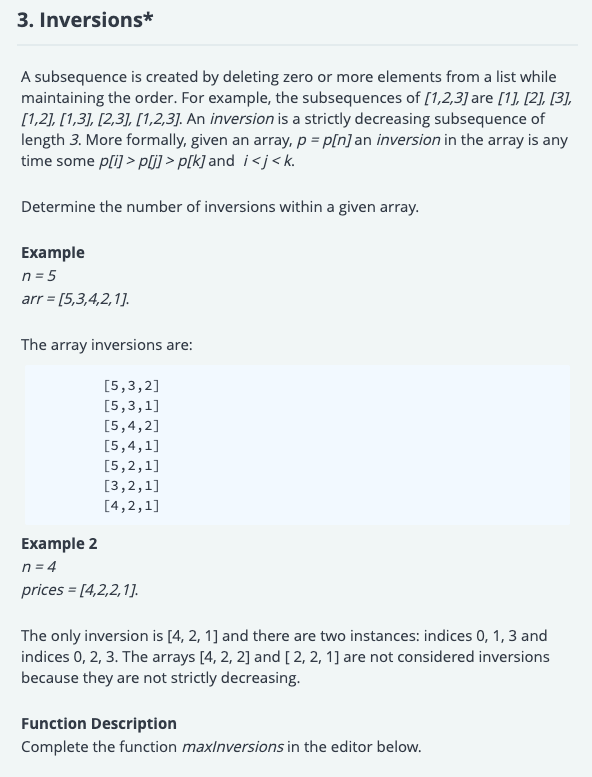 3. Inversions*
A subsequence is created by deleting zero or more elements from a list while
maintaining the order. For example, the subsequences of [1,2,3] are [1], [2], [3],
[1,2], [1,3], [2,3], [1,2,3]. An inversion is a strictly decreasing subsequence of
length 3. More formally, given an array, p = p[n] an inversion in the array is any
time some p[i] > p[j] > p[k] and i < j < k.
Determine the number of inversions within a given array.
Example
n = 5
arr = [5,3,4,2,1].
The array inversions are:
[5,3,2]
[5,3,1]
[5,4,2]
[5,4,1]
[5,2,1]
[3,2,1]
[4,2,1]
Example 2
n = 4
prices = [4,2,2,1].
The only inversion is [4, 2, 1] and there are two instances: indices 0, 1, 3 and
indices 0, 2, 3. The arrays [4, 2, 2] and [ 2, 2, 1] are not considered inversions
because they are not strictly decreasing.
Function Description
Complete the function maxInversions in the editor below.